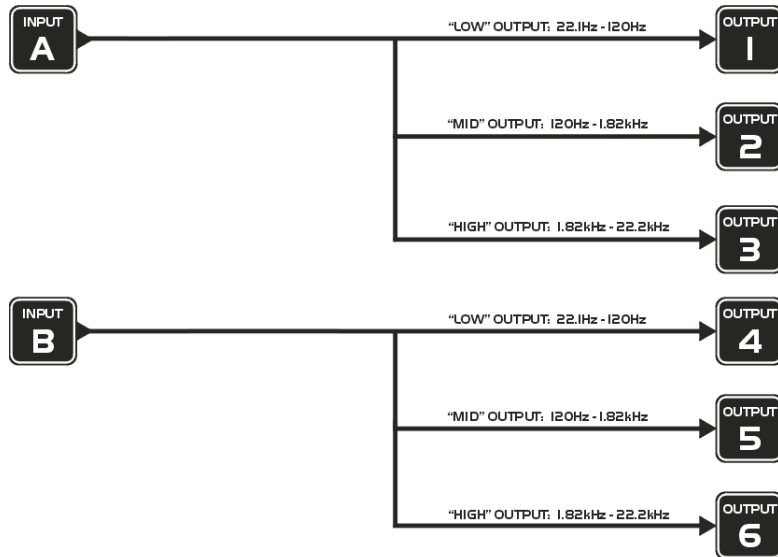 INPUT
A
"LOW" OUTPUT: 22.1Hz - 120Hz
OUTPUT
1
"MID" OUTPUT: 120Hz - 1.82kHz
OUTPUT
2
"HIGH" OUTPUT: 1.82kHz - 22.2kHz
OUTPUT
3
INPUT
B
"LOW" OUTPUT: 22.1Hz - 120Hz
OUTPUT
4
"MID" OUTPUT: 120Hz - 1.82kHz
OUTPUT
5
"HIGH" OUTPUT: 1.82kHz - 22.2kHz
OUTPUT
6